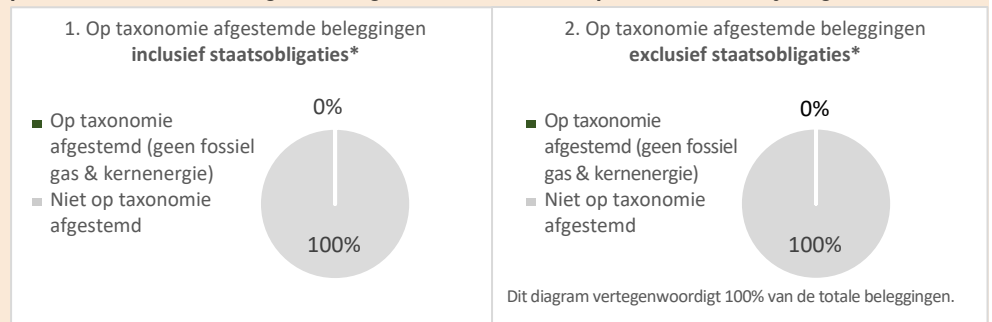 1. Op taxonomie afgestemde beleggingen
inclusief staatsobligaties*
0%
Op taxonomie
afgestemd (geen fossiel
gas & kernenergie)
Niet op taxonomie
afgestemd
100%
2. Op taxonomie afgestemde beleggingen
exclusief staatsobligaties*
0%
Op taxonomie
afgestemd (geen fossiel
gas & kernenergie)
Niet op taxonomie
afgestemd
100%
Dit diagram vertegenwoordigt 100% van de totale beleggingen.